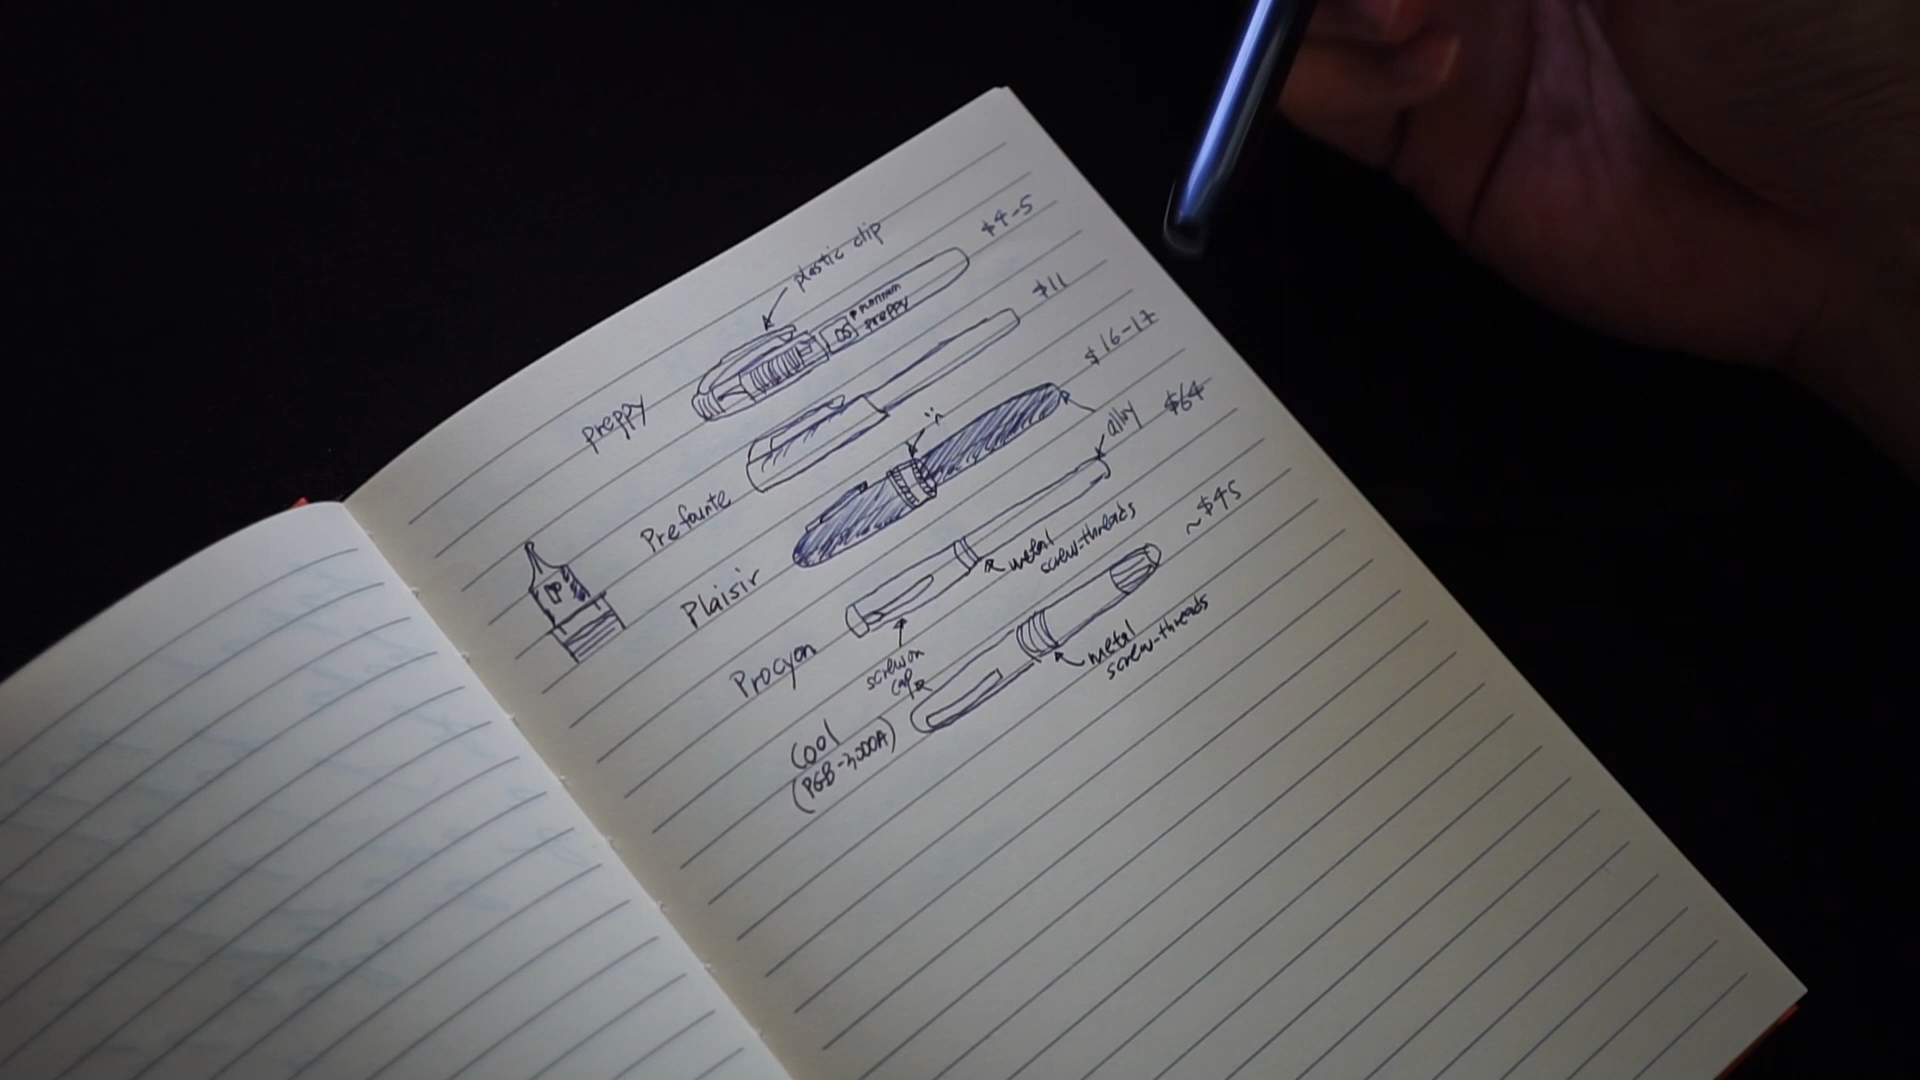 plastic clip
$4-5
05 PLATINUM
preppy
preppy
$11
Prefounte
$16-17
:(
Plaisir
alloy
$64
metal
screw-threads
Procyon
screw on
cap
~$45
metal
screw-threads
Cool
(PGB-3000A)
P